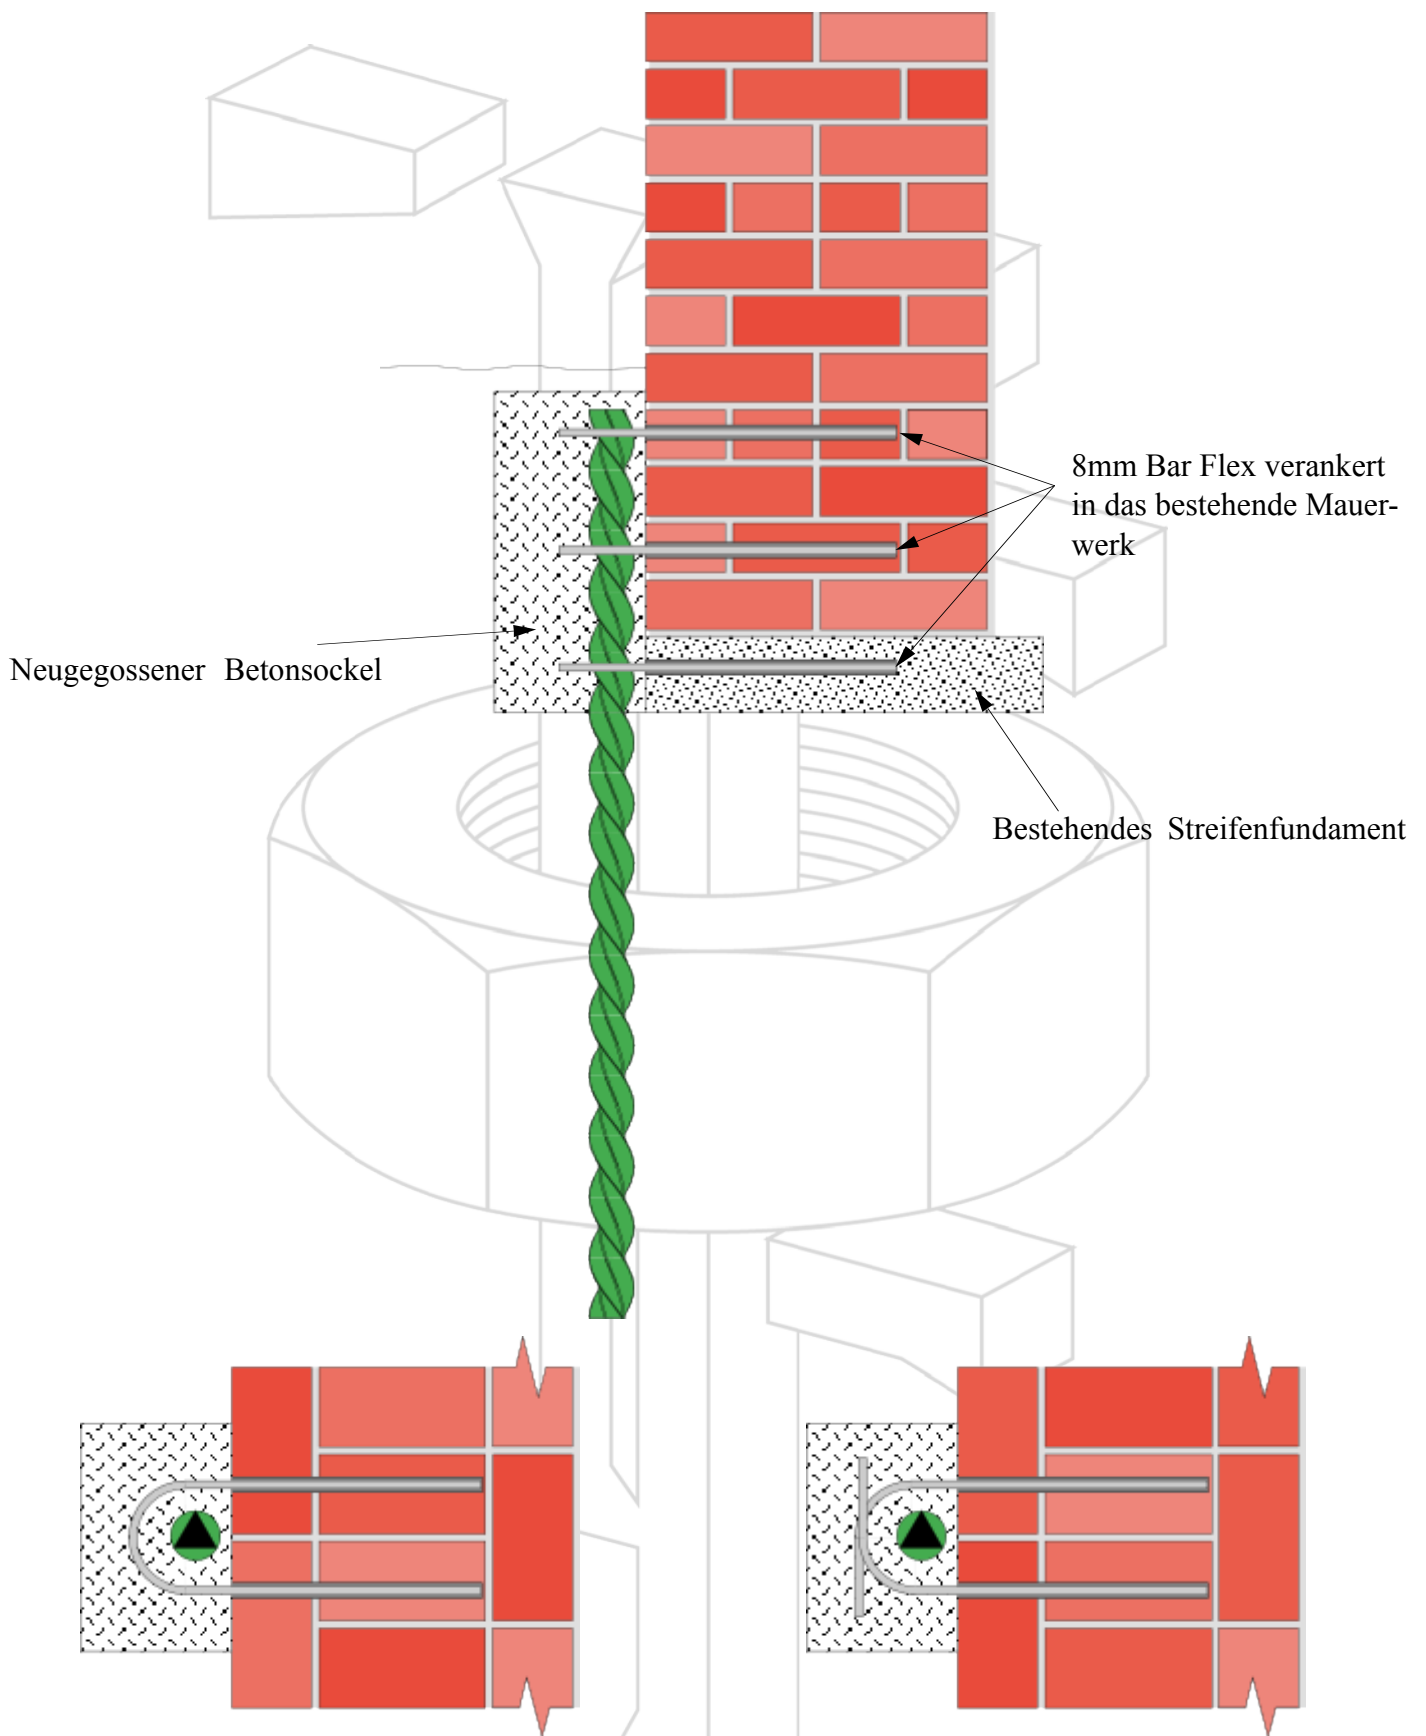 8mm Bar Flex verankert
in das bestehende Mauer-
werk
Neugegossener Betonsockel
Bestehendes Streifenfundament